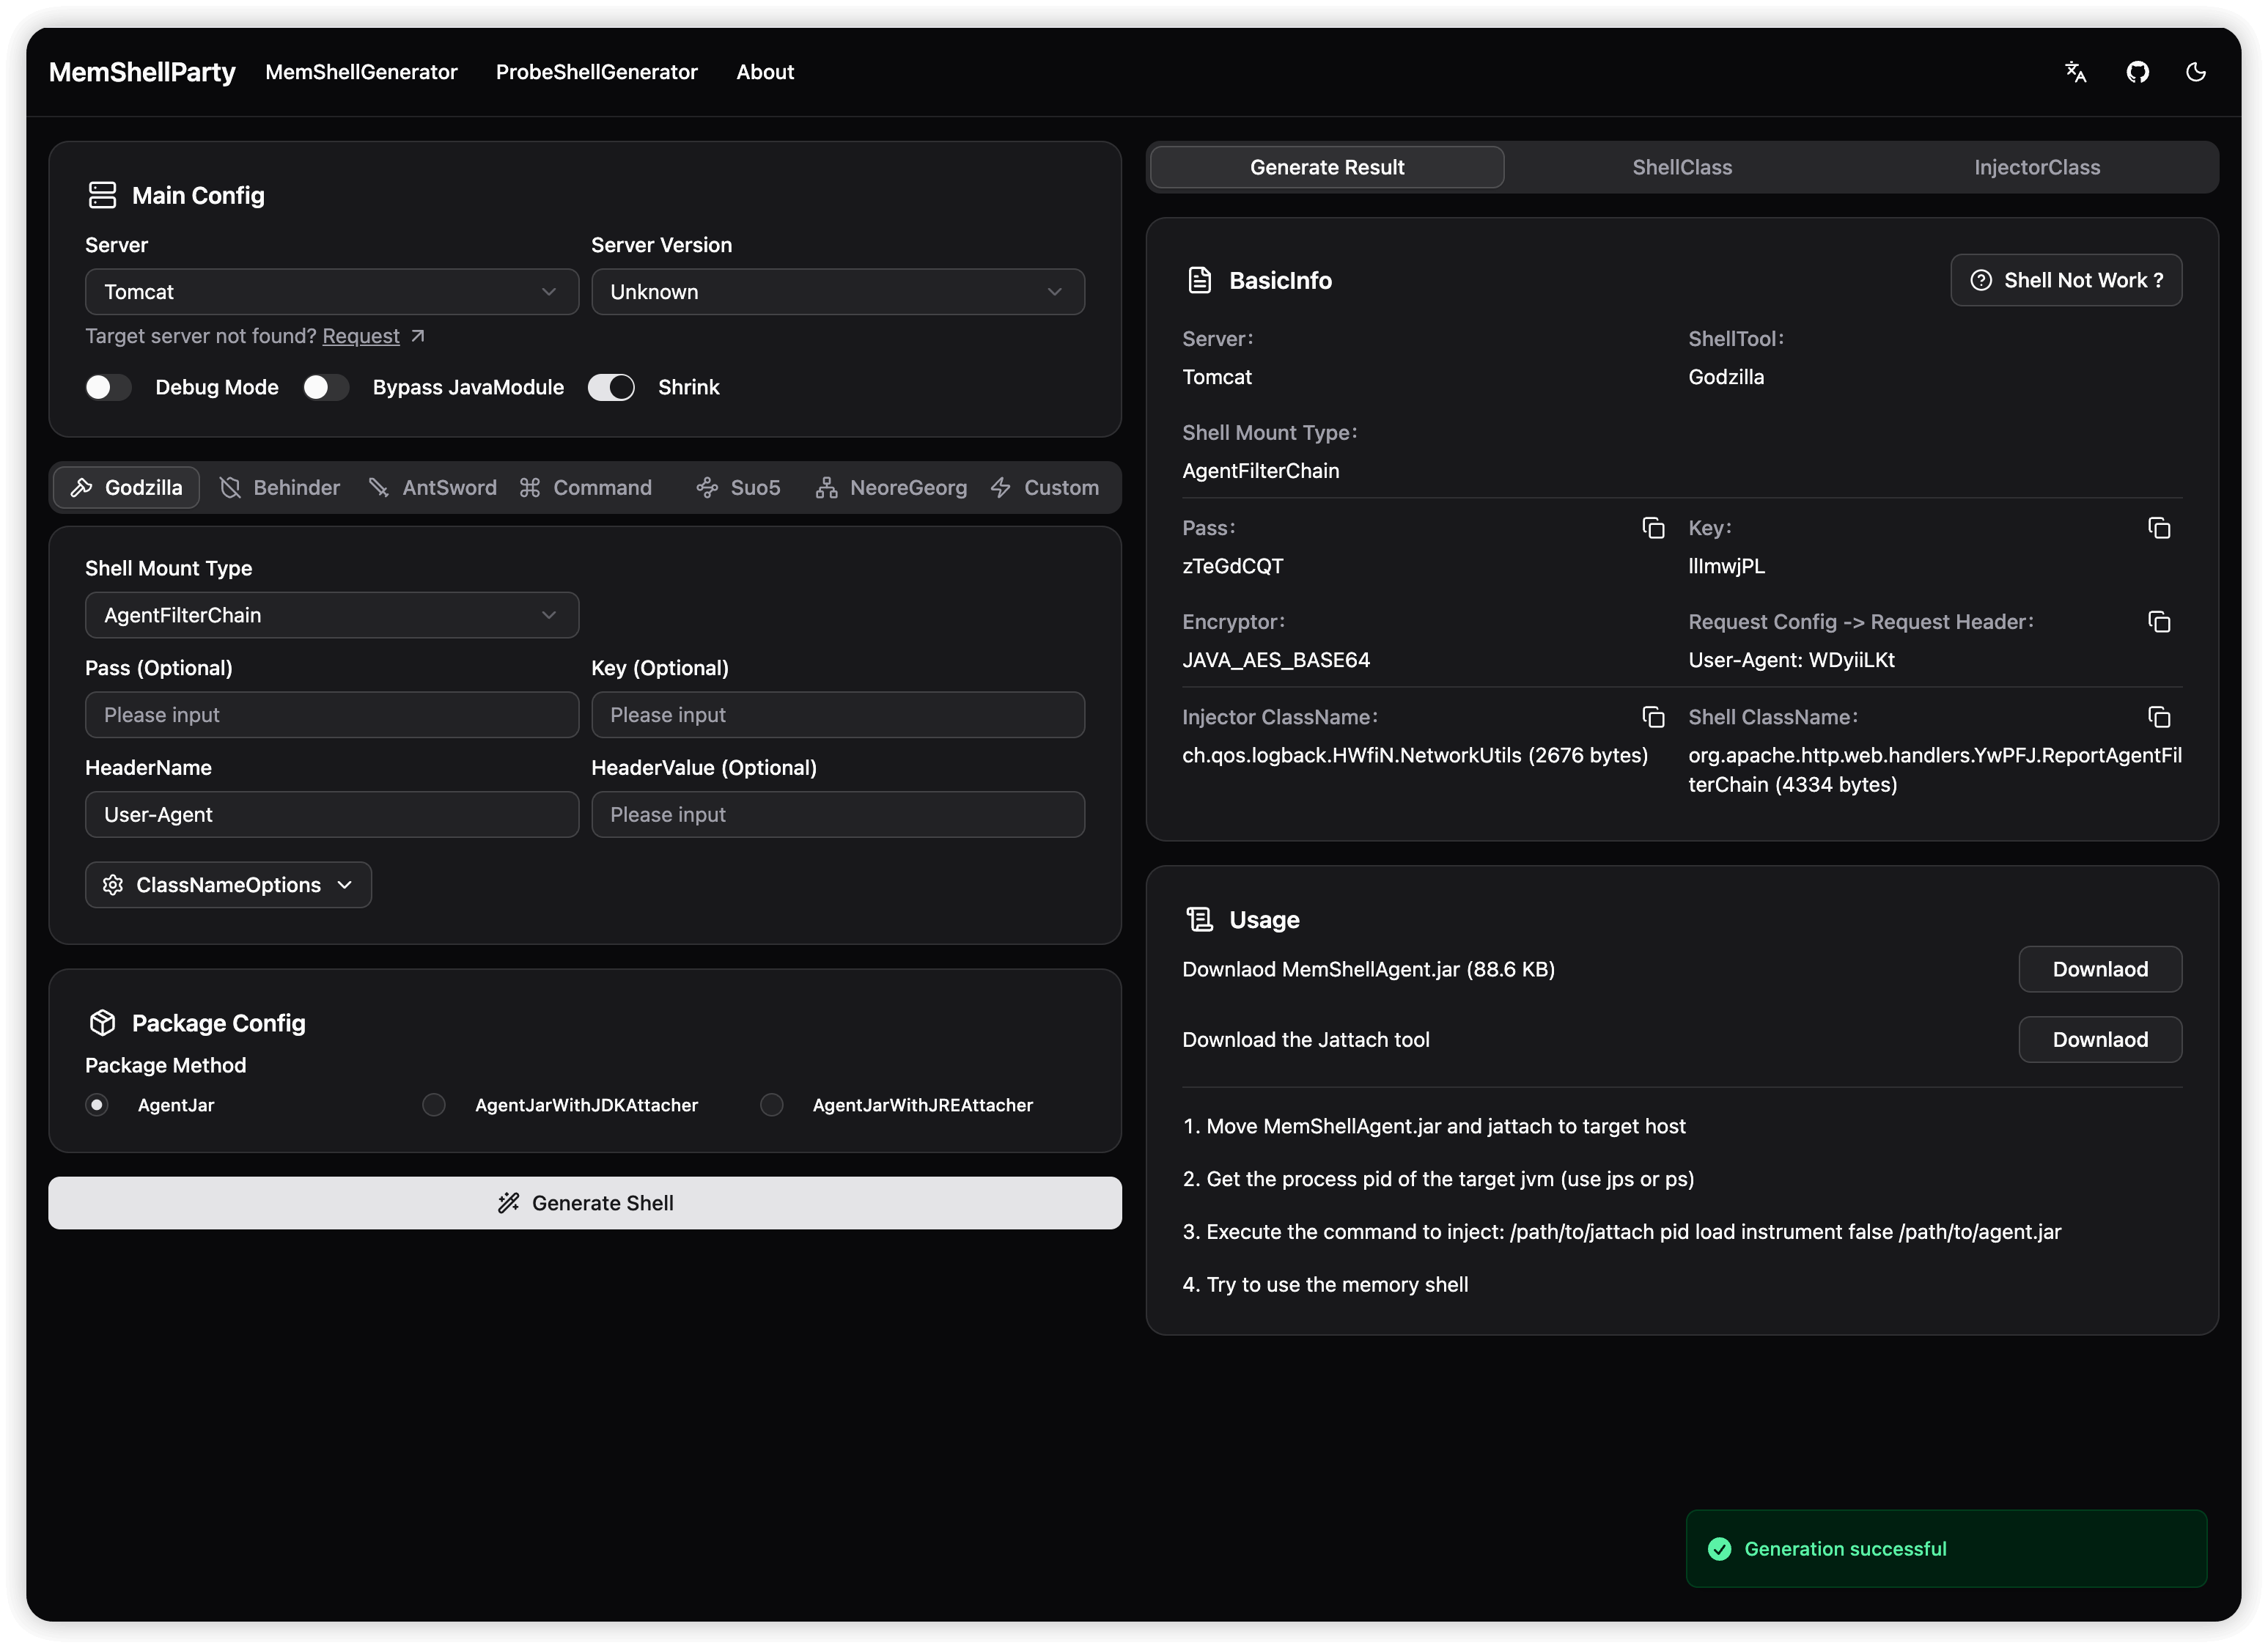 MemShellParty MemShellGenerator ProbeShellGenerator About
Main Config
Server Server Version
Tomcat Unknown
Target server not found? Request
Debug Mode Bypass JavaModule Shrink
Godzilla Behinder AntSword Command Suo5 NeoreGeorg Custom
Shell Mount Type
AgentFilterChain
Pass (Optional) Key (Optional)
Please input Please input
HeaderName HeaderValue (Optional)
User-Agent Please input
ClassNameOptions
Package Config
Package Method
AgentJar AgentJarWithJDKAttacher AgentJarWithJREAttacher
Generate Shell
Generate Result ShellClass InjectorClass
BasicInfo Shell Not Work ?
Server: ShellTool:
Tomcat Godzilla
Shell Mount Type:
AgentFilterChain
Pass: Key:
zTeGdCQT
Encryptor: Request Config -> Request Header:
JAVA_AES_BASE64 User-Agent: WDyiiLKt
Injector ClassName: Shell ClassName:
ch.qos.logback.HWfiN.NetworkUtils (2676 bytes) org.apache.http.web.handlers.YwPFJ.ReportAgentFil
terChain (4334 bytes)
Usage
Downlaod MemShellAgent.jar (88.6 KB) Downlaod
Download the Jattach tool Downlaod
1. Move MemShellAgent.jar and jattach to target host
2. Get the process pid of the target jvm (use jps or ps)
3. Execute the command to inject: /path/to/jattach pid load instrument false /path/to/agent.jar
4. Try to use the memory shell
Generation successful